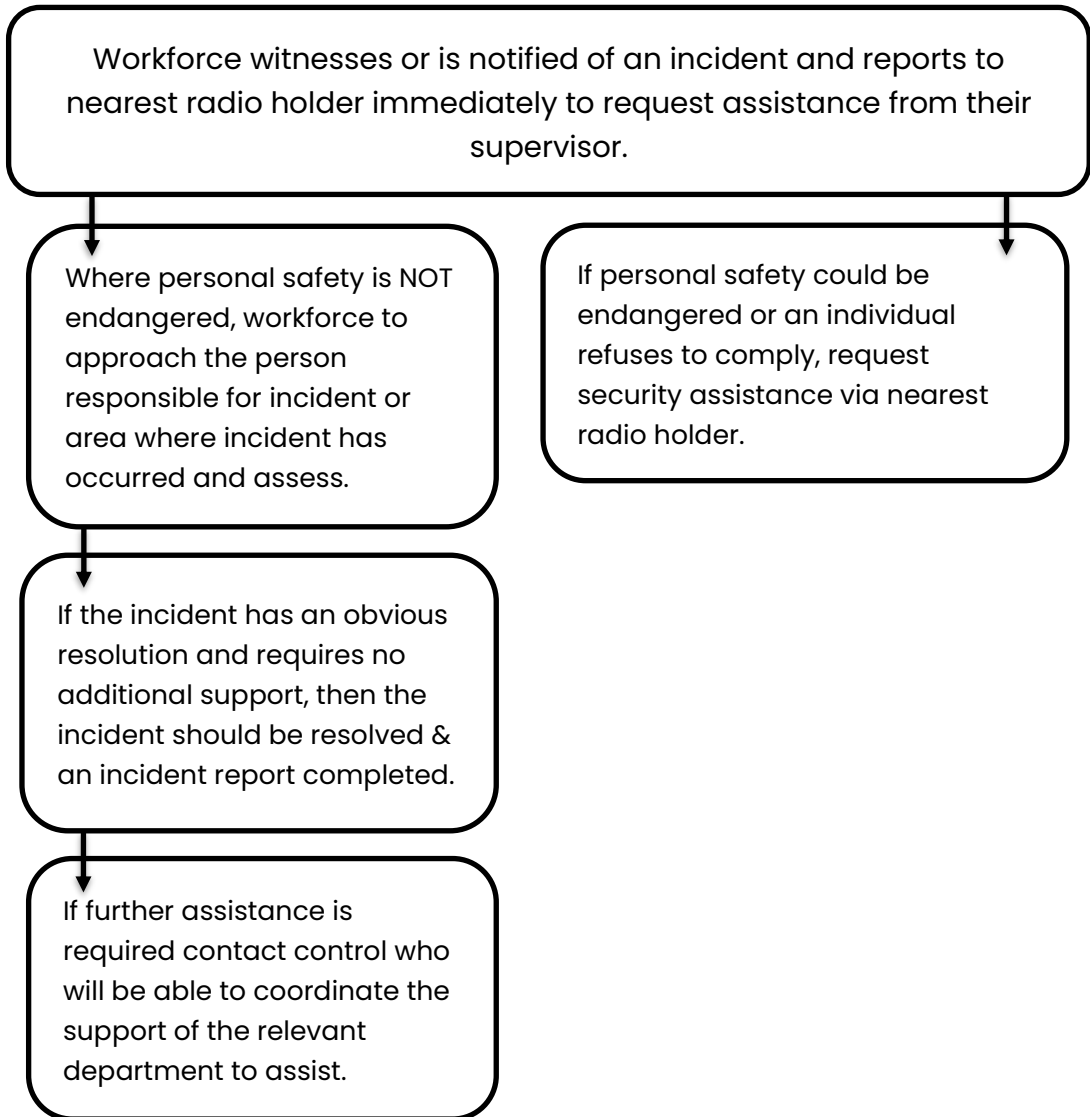 Workforce witnesses or is notified of an incident and reports to
nearest radio holder immediately to request assistance from their
supervisor.
Where personal safety is NOT
endangered, workforce to
approach the person
responsible for incident or
area where incident has
occurred and assess.
If personal safety could be
endangered or an individual
refuses to comply, request
security assistance via nearest
radio holder.
If the incident has an obvious
resolution and requires no
additional support, then the
incident should be resolved &
an incident report completed.
If further assistance is
required contact control who
will be able to coordinate the
support of the relevant
department to assist.